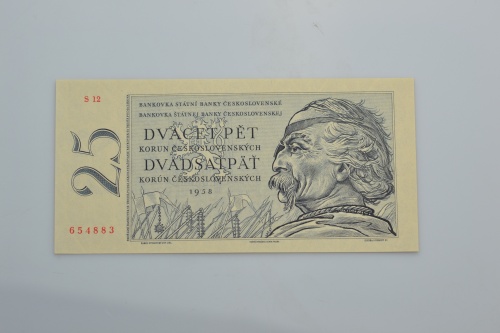 S 12
25
654883
BANKOVKA STÁTNÍ BANKY ČESKOSLOVENSKÉ
BANKOVKA ŠTÁTNEJ BANKY ČESKOSLOVENSKEJ
DVACET PĚT
KORUN ČESKOSLOVENSKÝCH
DVADSAŤPÄŤ
KORÚN ČESKOSLOVENSKÝCH
1958